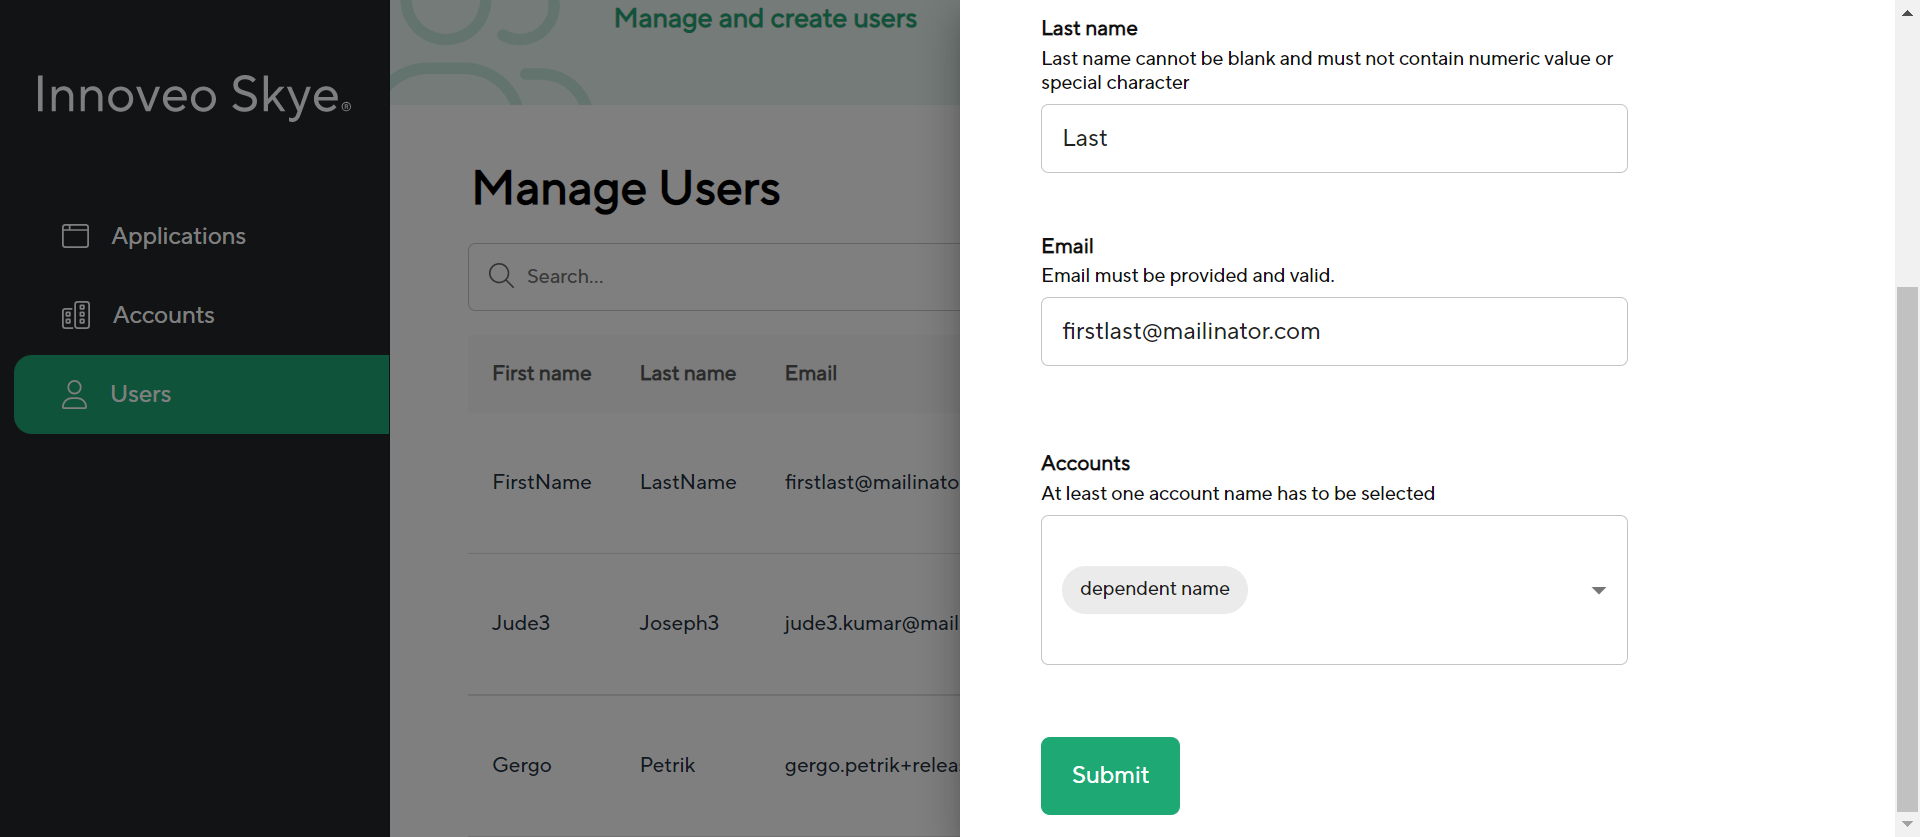 Innoveo Skye®
Applications
Accounts
Users
Manage and create users
Manage Users
Search...
First name Last name Email
FirstName LastName firstlast@mailinato
Jude3 Joseph3 jude3.kumar@mail
Gergo Petrik gergo.petrik+relea
Last name
Last name cannot be blank and must not contain numeric value or
special character
Last
Email
Email must be provided and valid.
firstlast@mailinator.com
Accounts
At least one account name has to be selected
dependent name
Submit